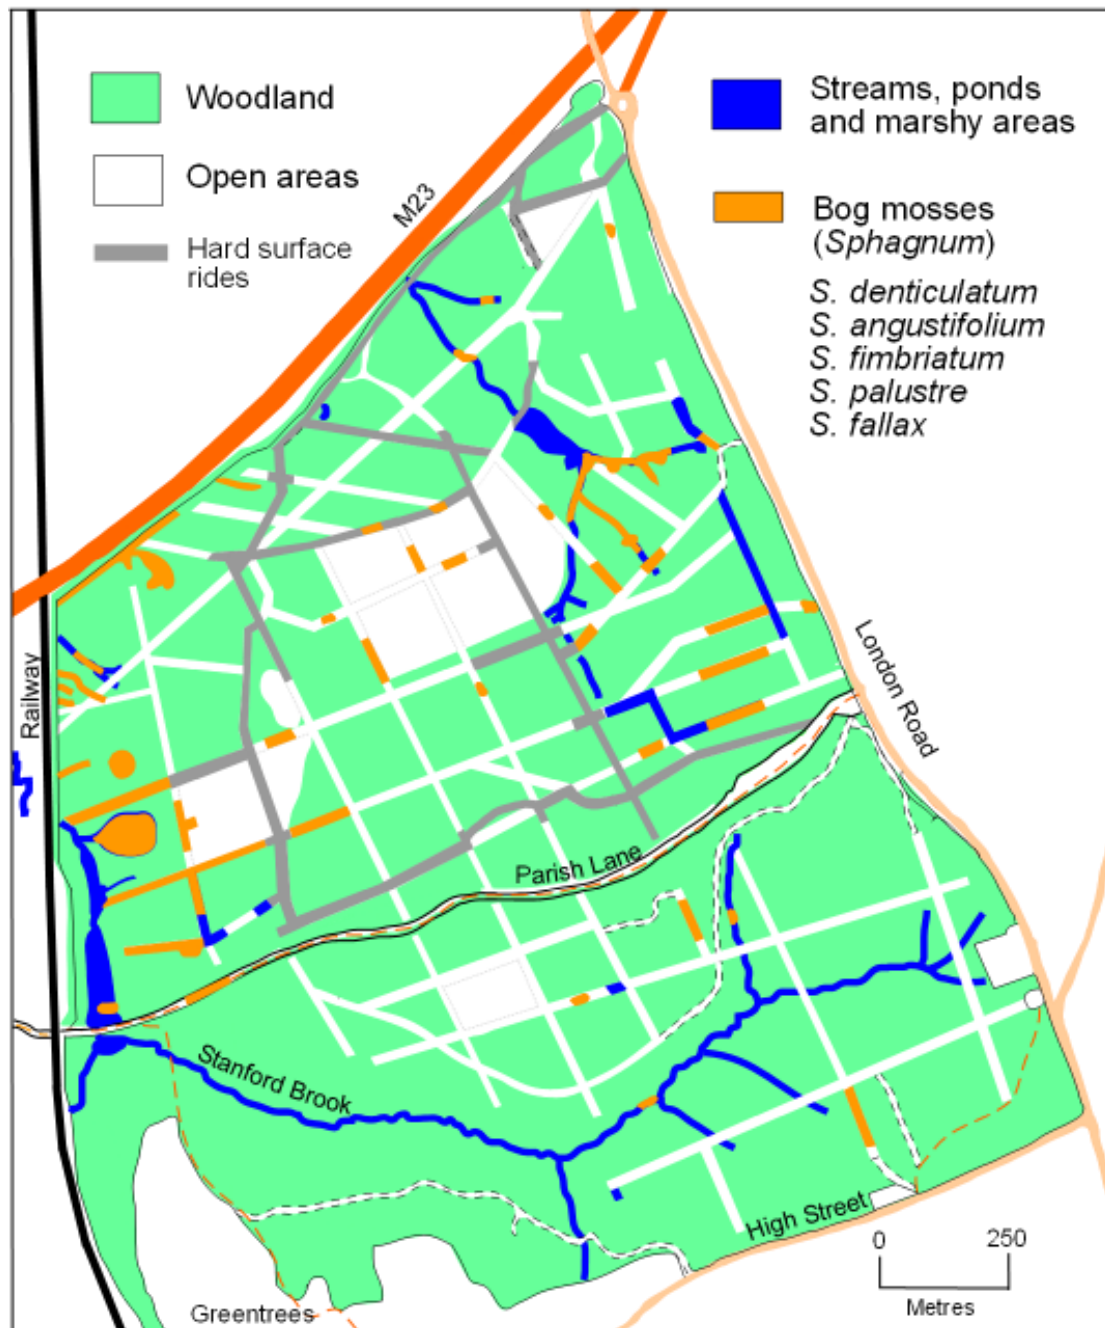 Woodland
Open areas
Hard surface
rides
M23
Streams, ponds
and marshy areas
Bog mosses
(Sphagnum)
S. denticulatum
S. angustifolium
S. fimbriatum
S. palustre
S. fallax
Railway
London Road
Parish Lane
Stanford Brook
High Street
Greentrees
0 250
Metres